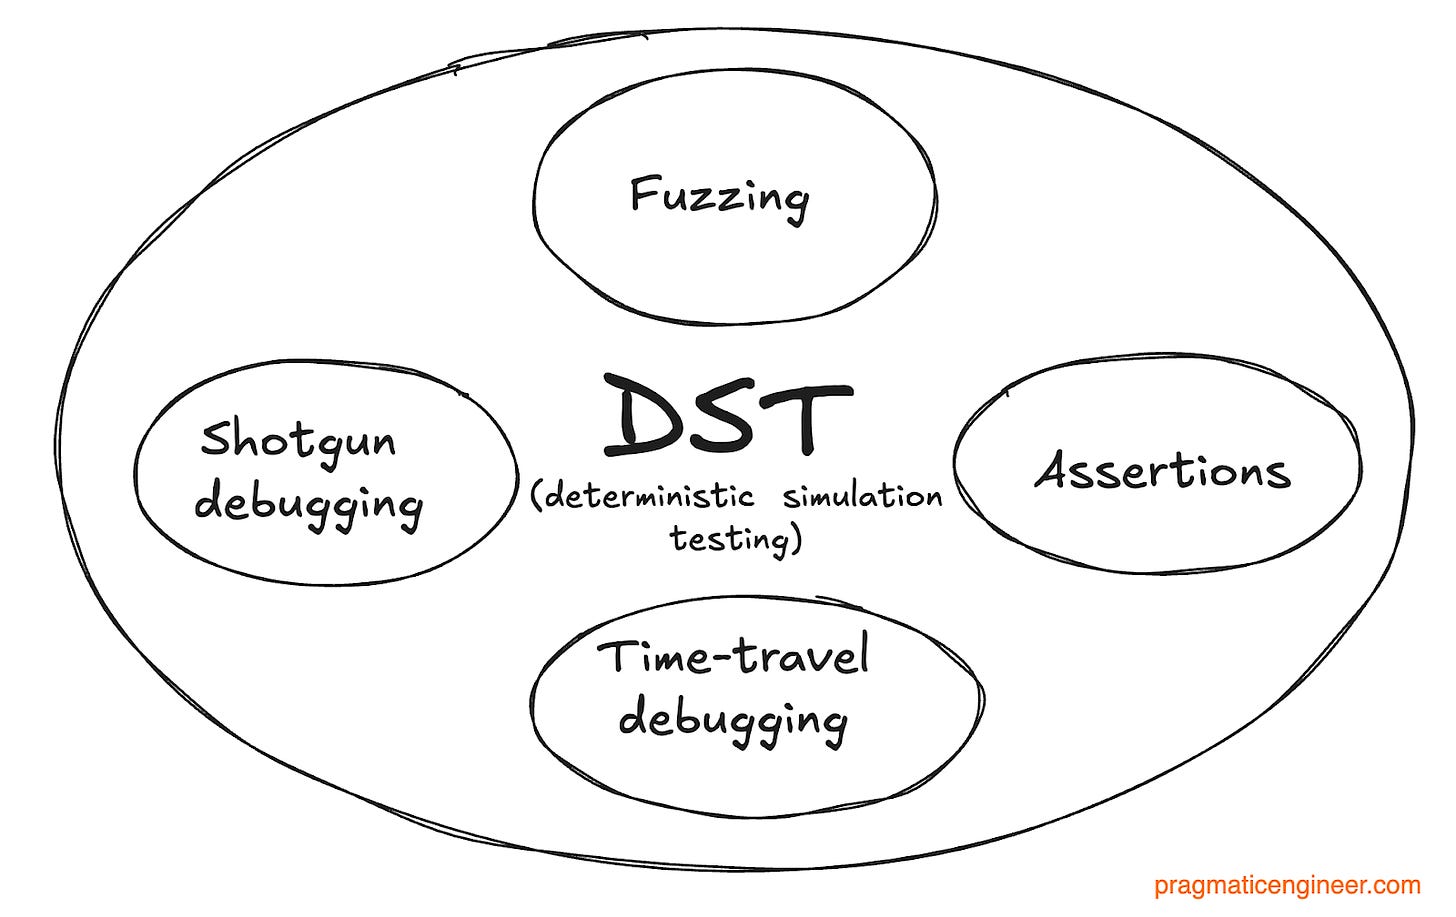 Fuzzing
Shotgun
debugging
DST
(deterministic simulation
testing)
Assertions
Time-travel
debugging
pragmaticengineer.com